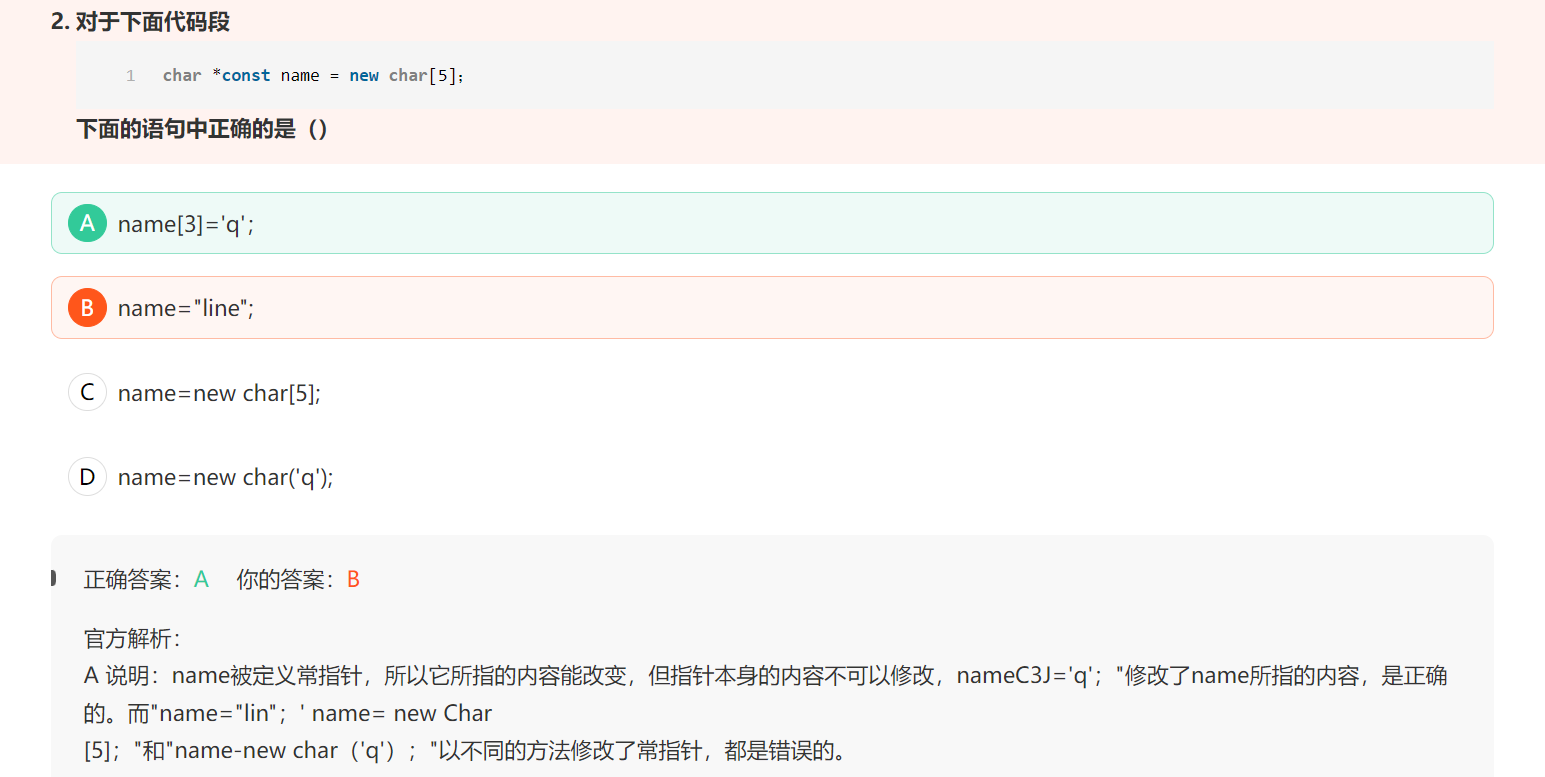 2. 对于下面代码段
1 char *const name = new char[5];
下面的语句中正确的是（）
A name[3]='q';
B name="line";
C name=new char[5];
D name=new char('q');
正确答案：A 你的答案：B
官方解析：
A 说明：name被定义常指针，所以它所指的内容能改变，但指针本身的内容不可以修改，nameC3J='q'；"修改了name所指的内容，是正确
的。而"name="lin"；' name= new Char
[5]；"和"name-new char（'q'）；"以不同的方法修改了常指针，都是错误的。